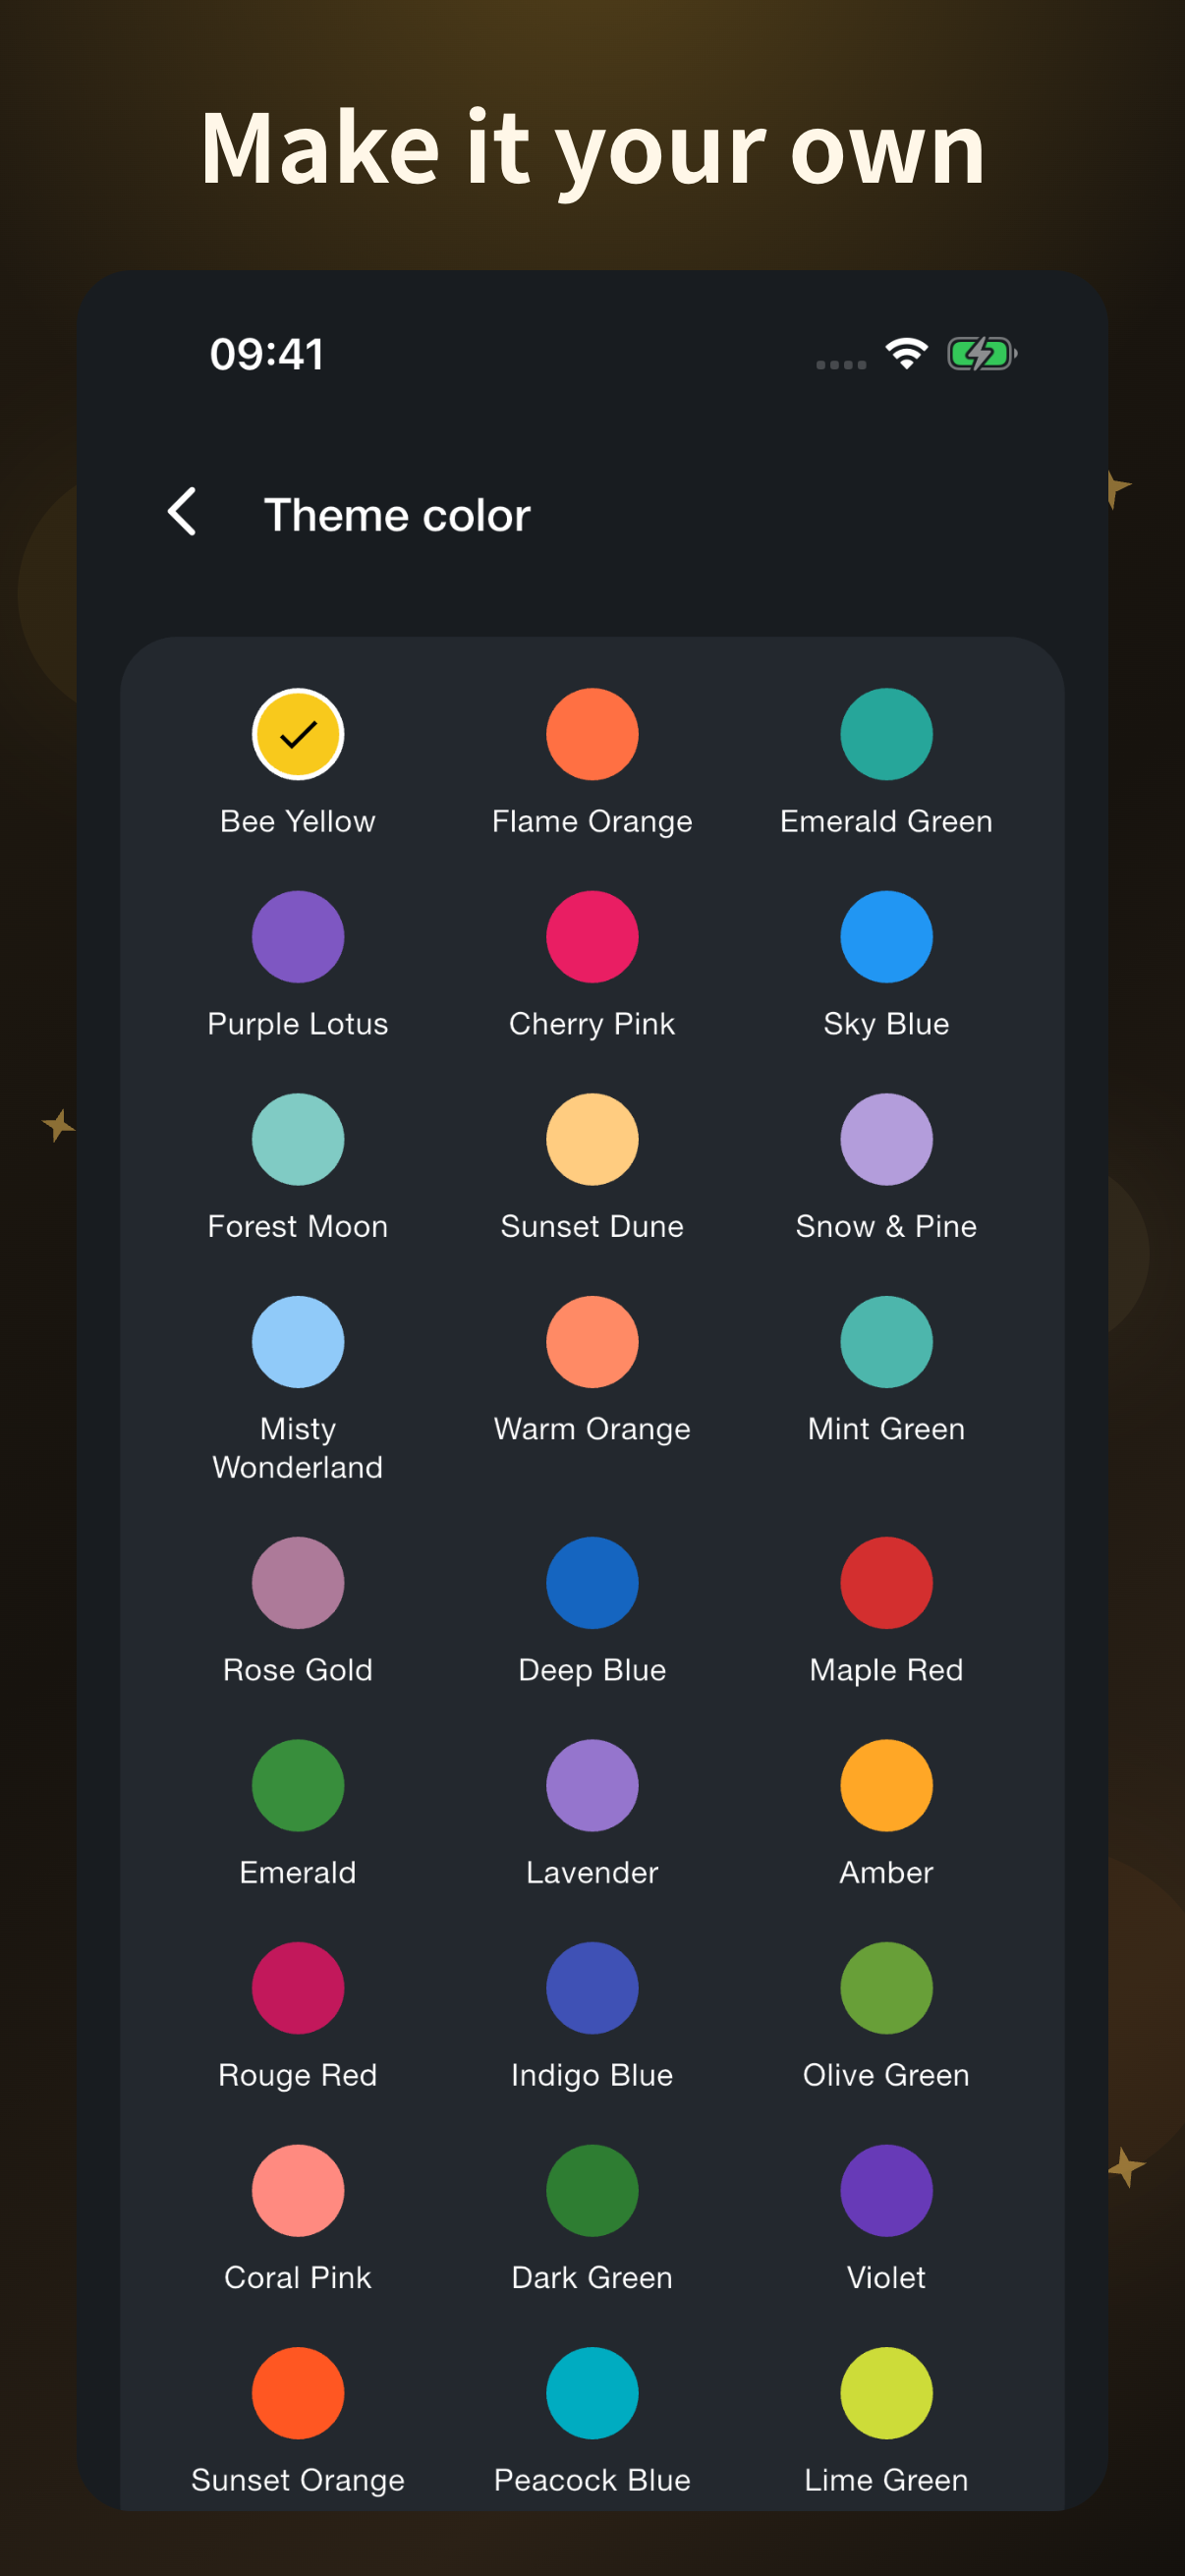 Make it your own
09:41
Theme color
Bee Yellow
Flame Orange
Emerald Green
Purple Lotus
Cherry Pink
Sky Blue
Forest Moon
Sunset Dune
Snow & Pine
Misty
Wonderland
Warm Orange
Mint Green
Rose Gold
Deep Blue
Maple Red
Emerald
Lavender
Amber
Rouge Red
Indigo Blue
Olive Green
Coral Pink
Dark Green
Violet
Sunset Orange
Peacock Blue
Lime Green